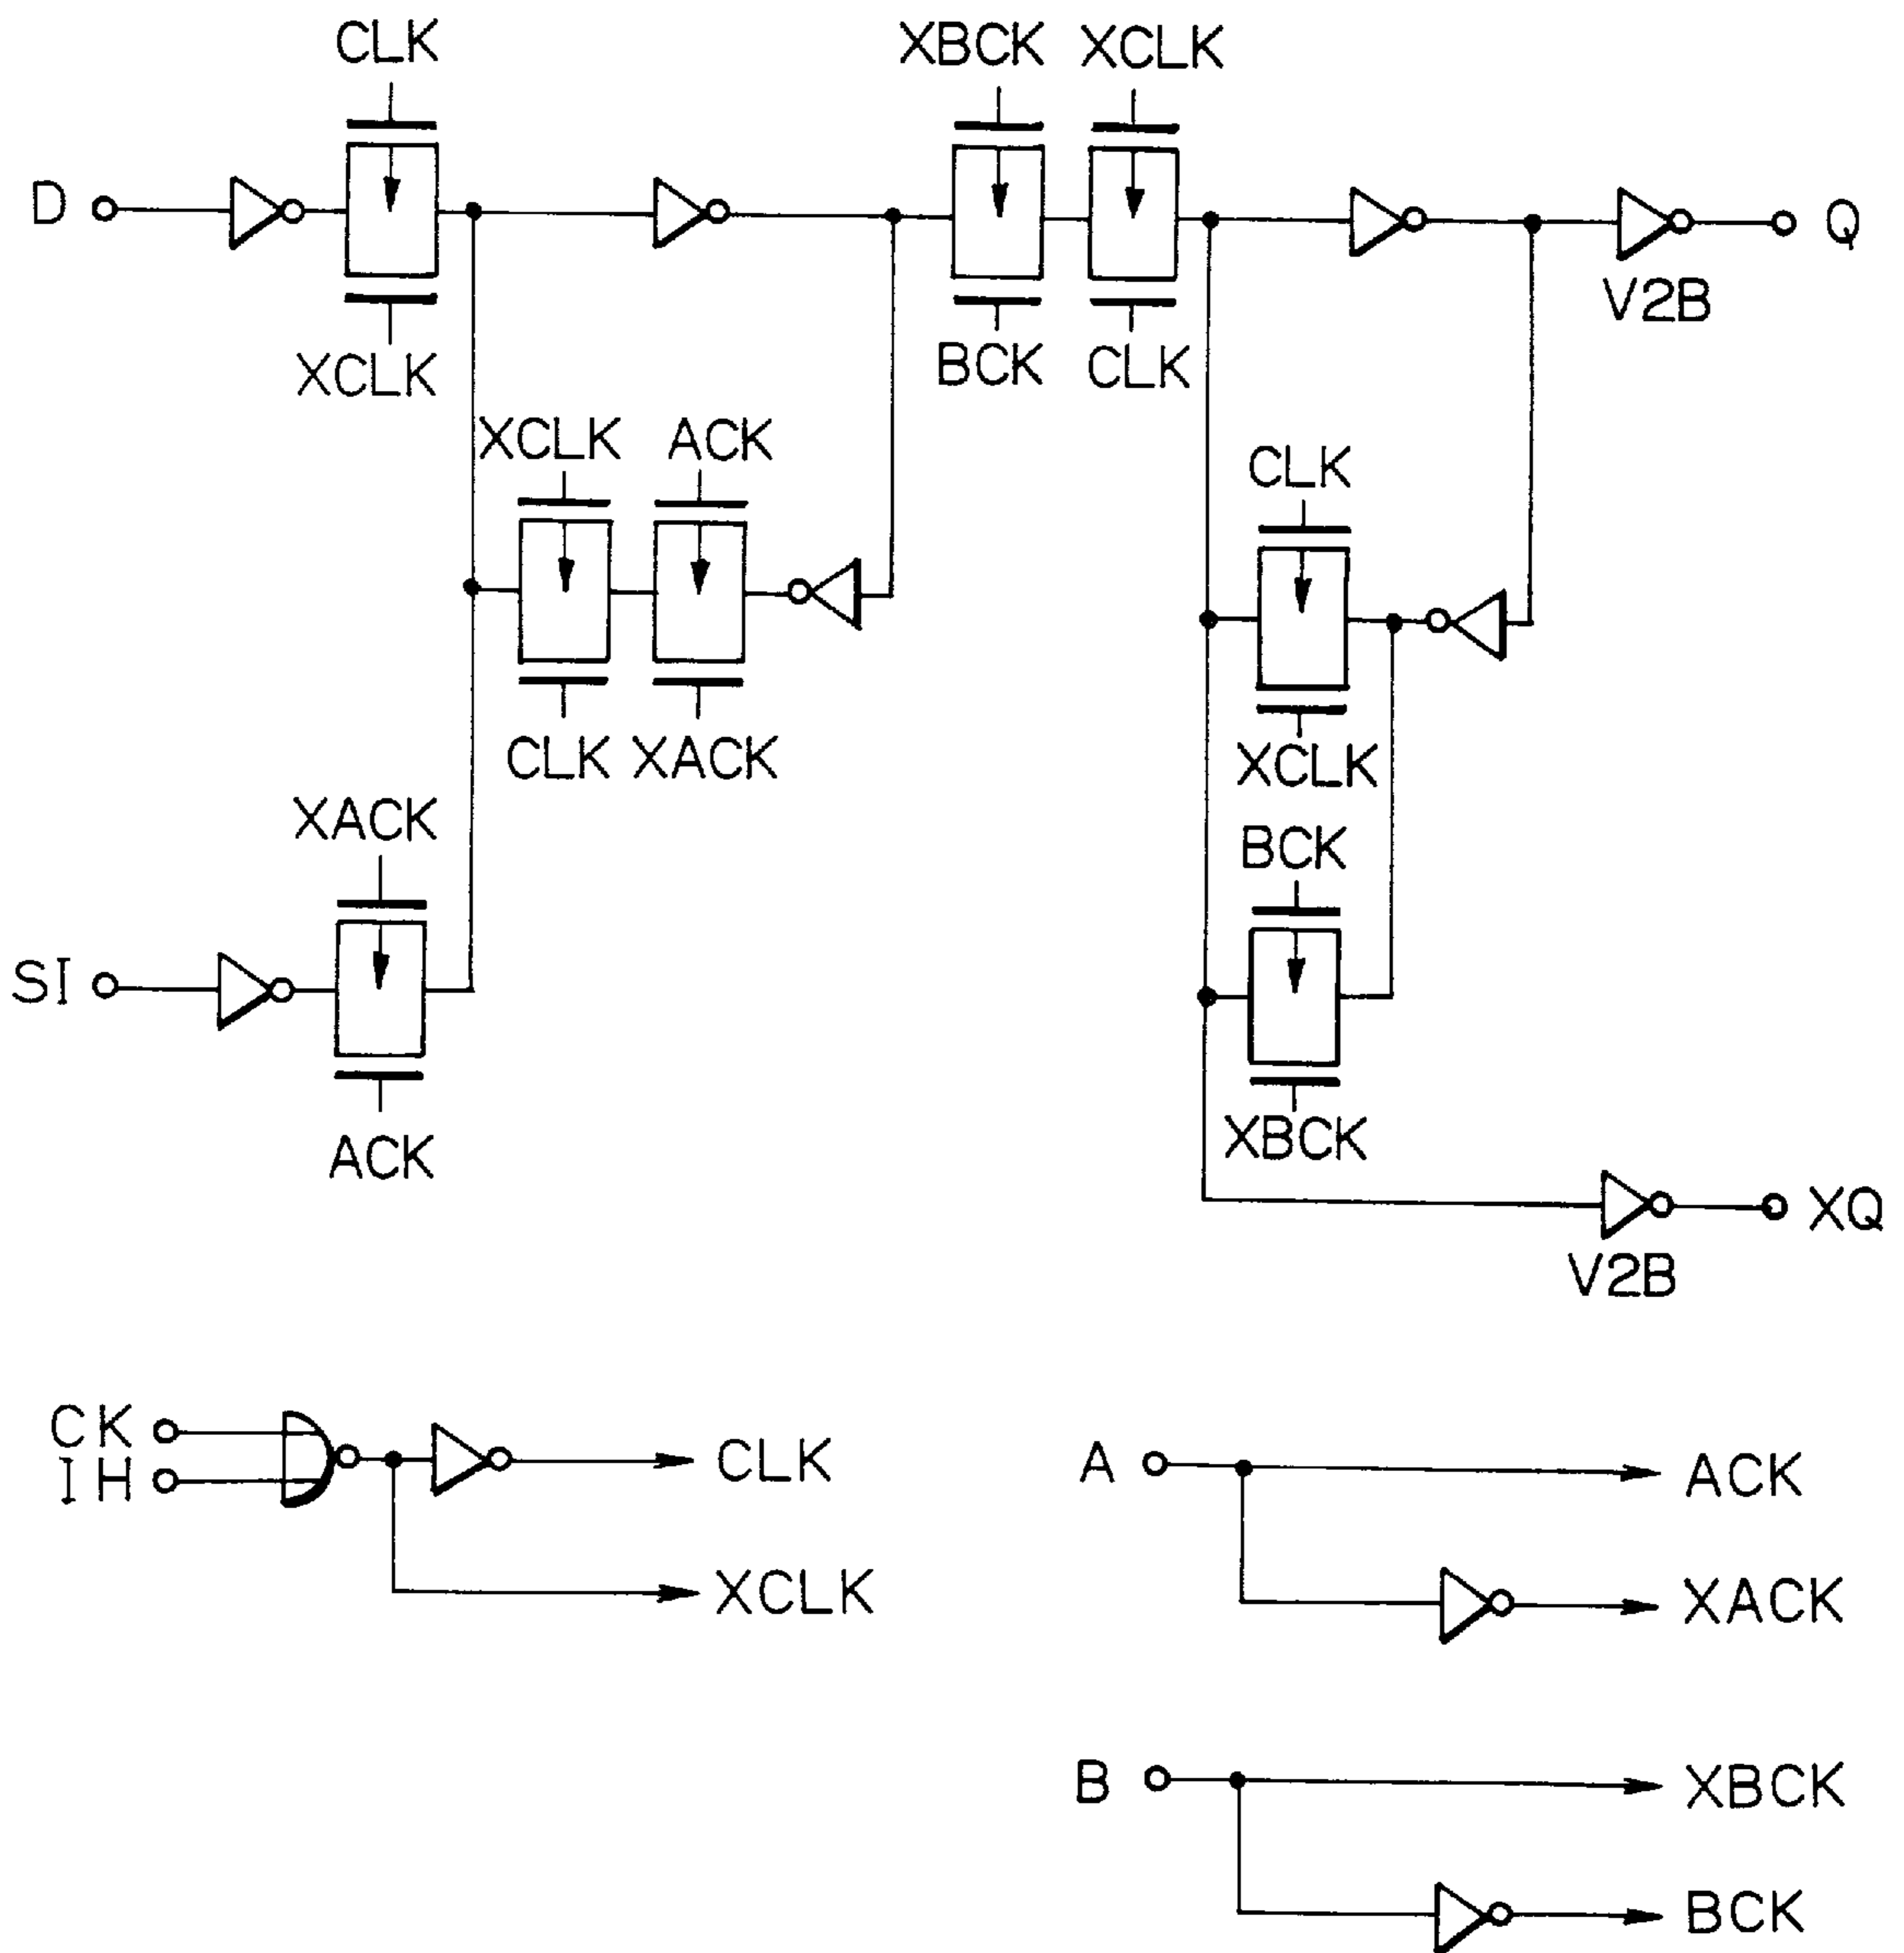 CLK
XBCK XCLK
D
Q
V2B
XCLK
BCK CLK
XCLK ACK
CLK
CLK XACK
XCLK
XACK
BCK
SI
ACK
XBCK
XQ
V2B
CK
IH
CLK
XCLK
A
ACK
XACK
B
XBCK
BCK